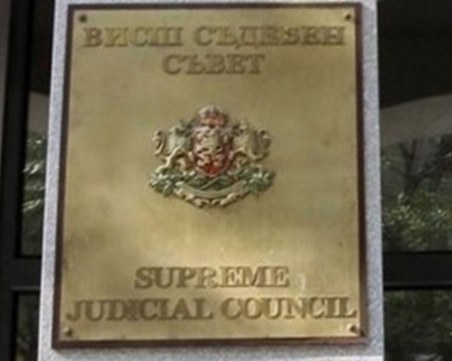 ВИСШ СЪДЕБЕН
СЪВЕТ
SUPREME
JUDICIAL COUNCIL